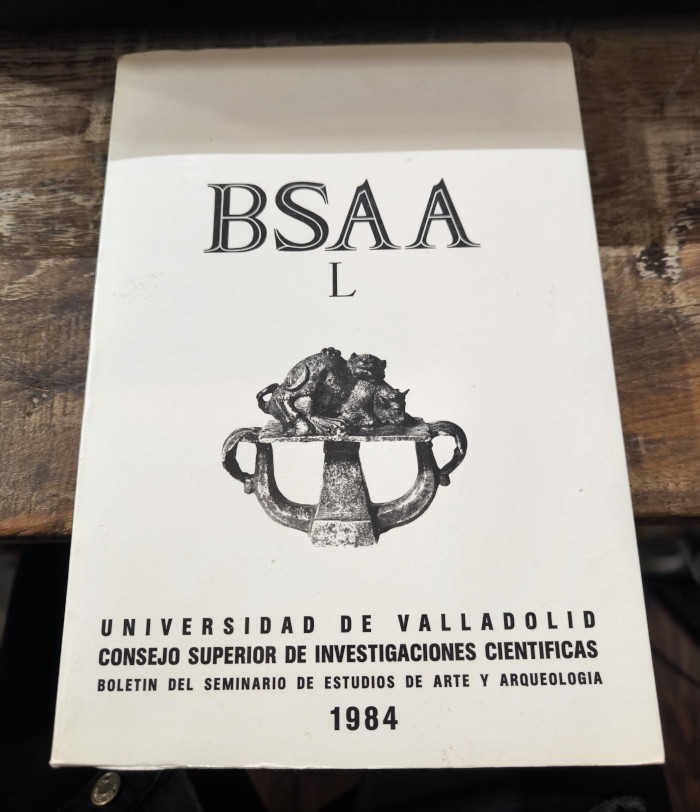 BSAA
L
UNIVERSIDAD DE VALLADOLID
CONSEJO SUPERIOR DE INVESTIGACIONES CIENTIFICAS
BOLETIN DEL SEMINARIO DE ESTUDIOS DE ARTE Y ARQUEOLOGIA
1984